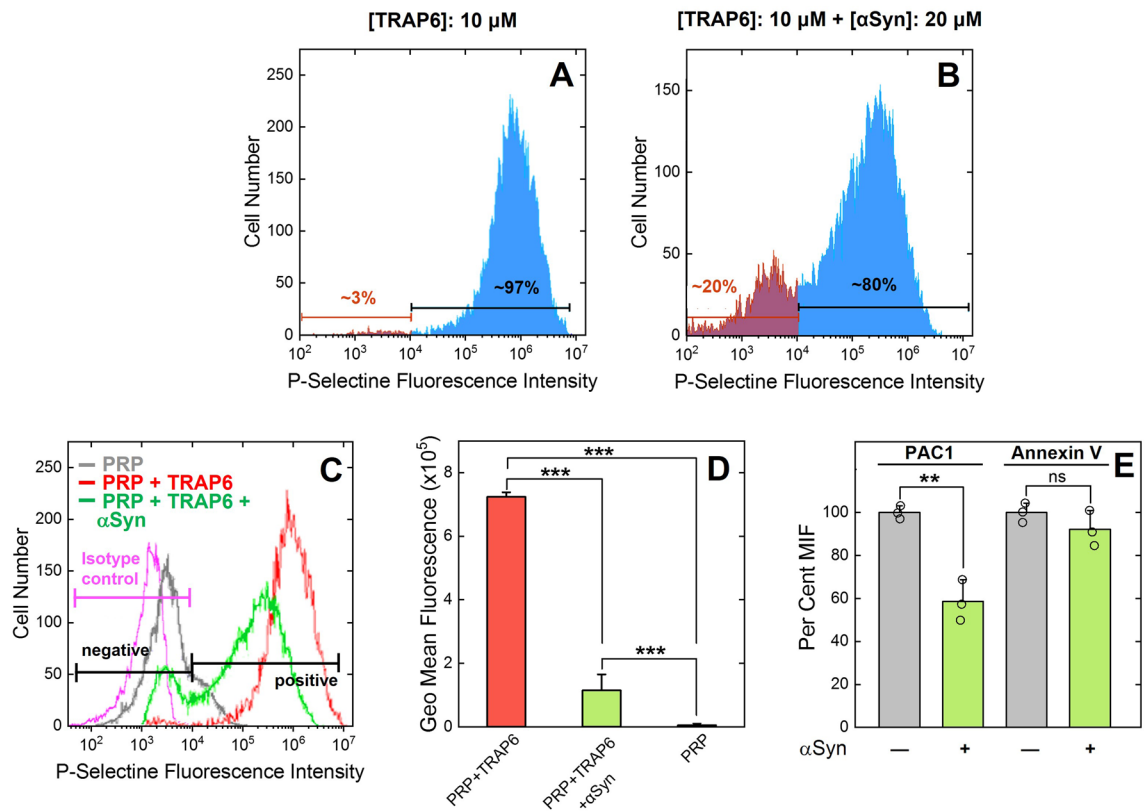 [TRAP6]: 10 µM
[TRAP6]: 10 µM + [αSyn]: 20 µM
A
250
200
150
100
50
0
Cell Number
~3%
~97%
10² 10³ 10⁴ 10⁵ 10⁶ 10⁷
P-Selectine Fluorescence Intensity
B
150
100
50
0
Cell Number
~20%
~80%
10² 10³ 10⁴ 10⁵ 10⁶ 10⁷
P-Selectine Fluorescence Intensity
C
250
200
150
100
50
0
Cell Number
PRP
PRP + TRAP6
PRP + TRAP6 +
αSyn
Isotype
control
negative
positive
10² 10³ 10⁴ 10⁵ 10⁶ 10⁷
P-Selectine Fluorescence Intensity
D
8
6
4
2
0
Geo Mean Fluorescence (x10⁵)
***
***
***
PRP+TRAP6
PRP+TRAP6
+αSyn
PRP
E
PAC1
Annexin V
**
ns
120
100
80
60
40
20
0
Per Cent MIF
αSyn — + — +